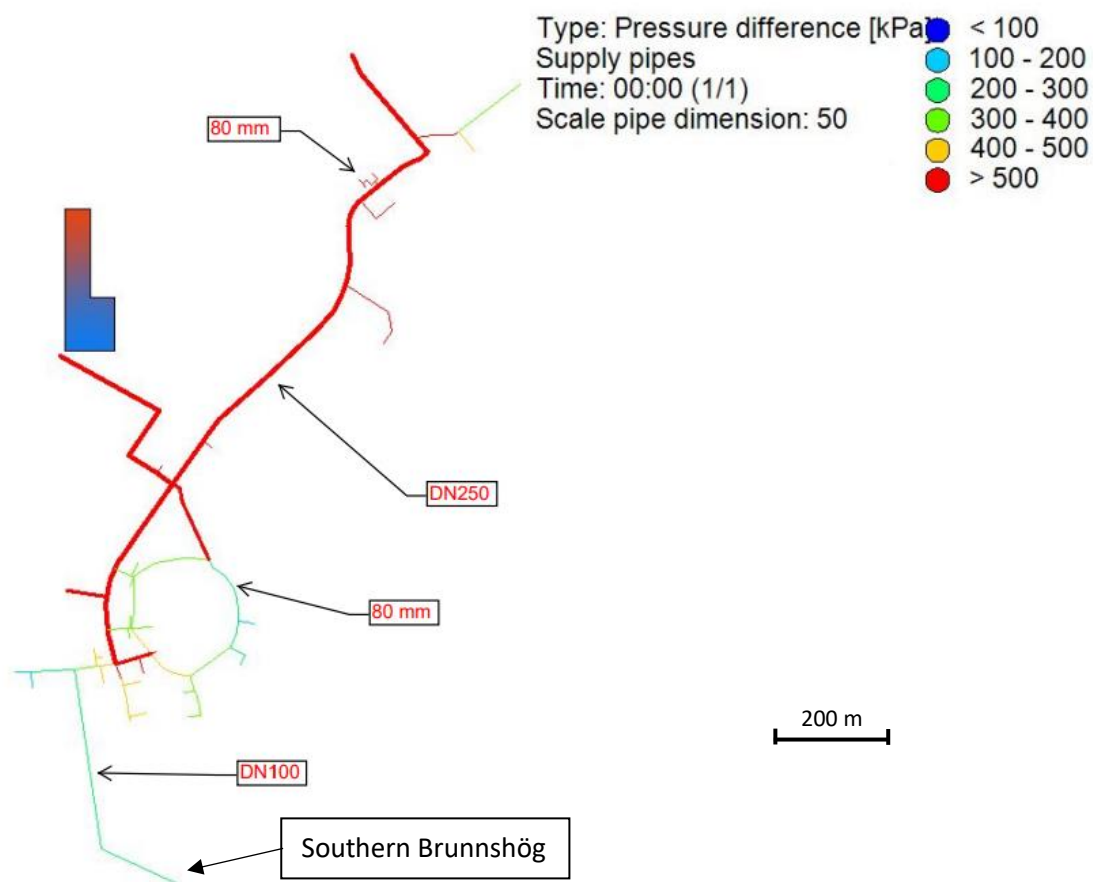 Type: Pressure difference [kPa]
Supply pipes
Time: 00:00 (1/1)
Scale pipe dimension: 50
< 100
100 - 200
200 - 300
300 - 400
400 - 500
> 500
80 mm
DN250
80 mm
200 m
DN100
Southern Brunnshög